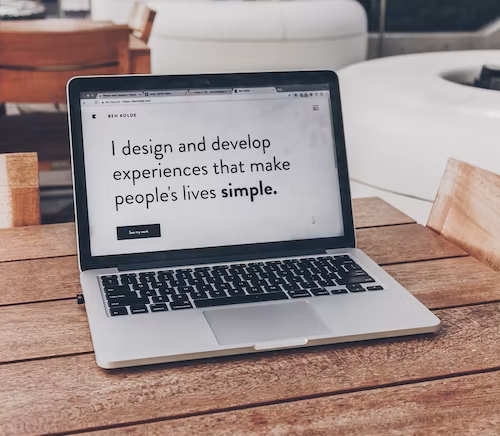 BEN KOLDE
I design and develop
experiences that make
people's lives simple.
See my work